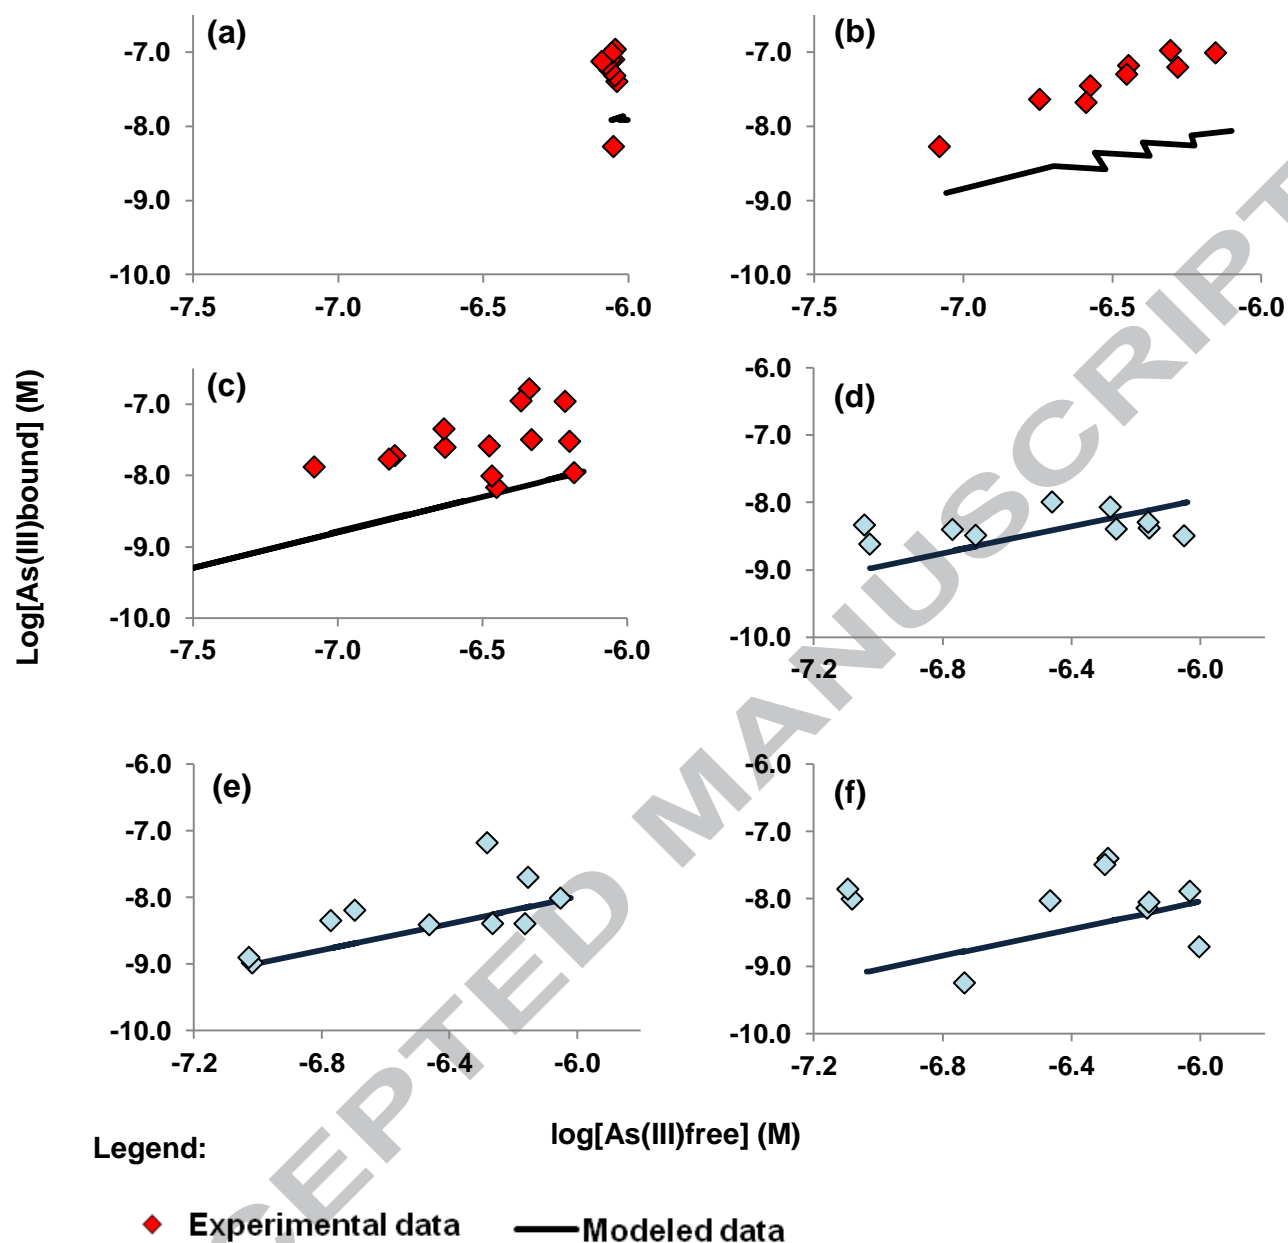 (a)
-7.0
-8.0
-9.0
-10.0
-7.5 -7.0 -6.5 -6.0
(b)
-7.0
-8.0
-9.0
-10.0
-7.5 -7.0 -6.5 -6.0
Log[As(III)bound] (M)
(c)
-7.0
-8.0
-9.0
-10.0
-7.5 -7.0 -6.5 -6.0
(d)
-6.0
-7.0
-8.0
-9.0
-10.0
-7.2 -6.8 -6.4 -6.0
(e)
-6.0
-7.0
-8.0
-9.0
-10.0
-7.2 -6.8 -6.4 -6.0
(f)
-6.0
-7.0
-8.0
-9.0
-10.0
-7.2 -6.8 -6.4 -6.0
log[As(III)free] (M)
Legend:
Experimental data
Modeled data
CEPTED MANUSCRIPT